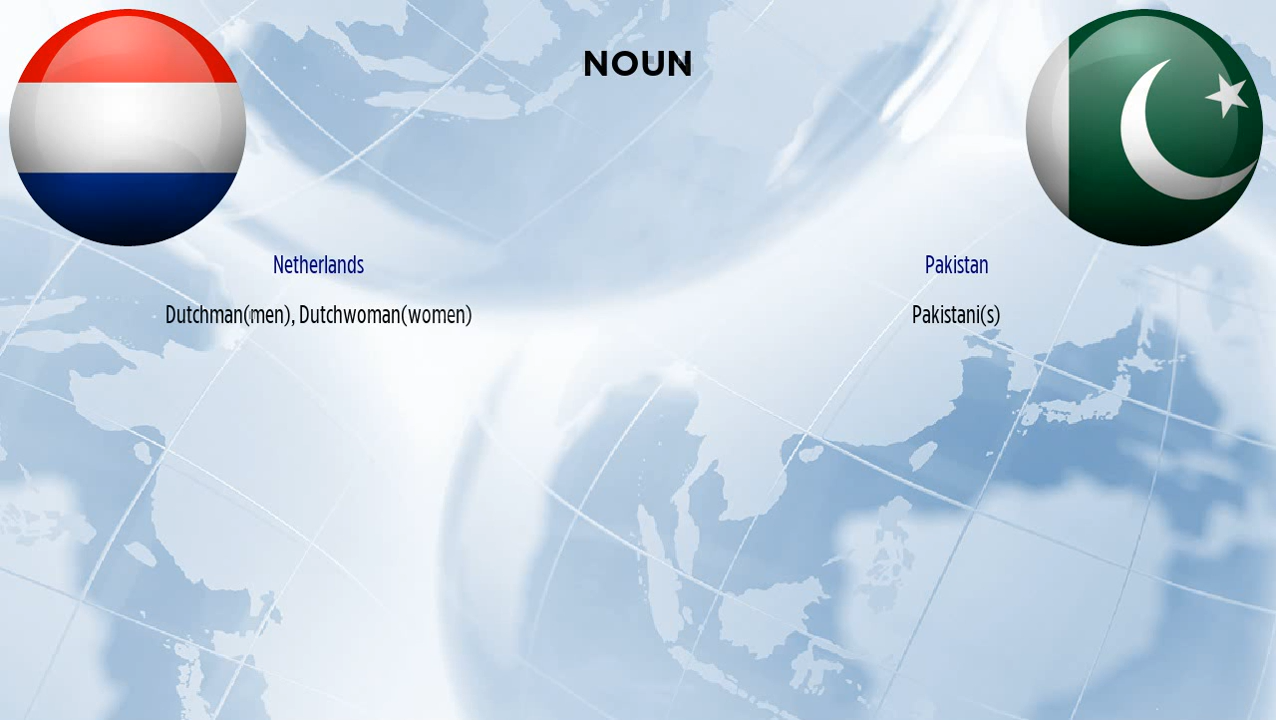 NOUN
Netherlands
Pakistan
Dutchman(men), Dutchwoman(women)
Pakistani(s)